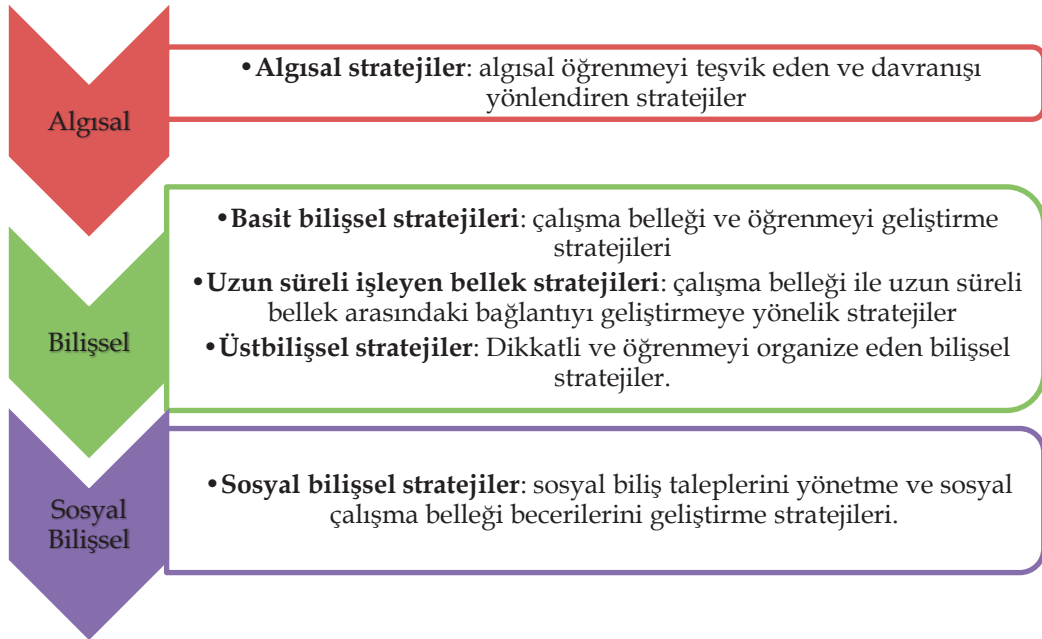 Algısal
•Algısal stratejiler: algısal öğrenmeyi teşvik eden ve davranışı
yönlendiren stratejiler
Bilişsel
•Basit bilişsel stratejileri: çalışma belleği ve öğrenmeyi geliştirme
stratejileri
•Uzun süreli işleyen bellek stratejileri: çalışma belleği ile uzun süreli
bellek arasındaki bağlantıyı geliştirmeye yönelik stratejiler
•Üstbilişsel stratejiler: Dikkatli ve öğrenmeyi organize eden bilişsel
stratejiler.
Sosyal
Bilişsel
•Sosyal bilişsel stratejiler: sosyal biliş taleplerini yönetme ve sosyal
çalışma belleği becerilerini geliştirme stratejileri.